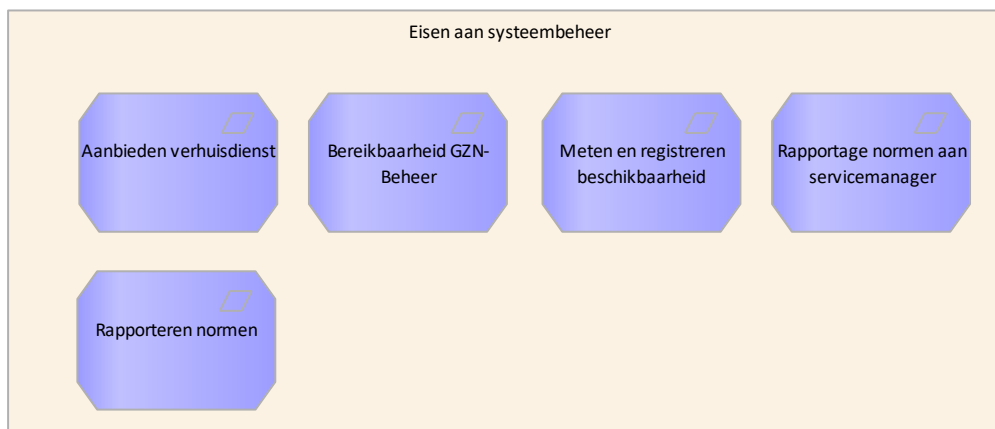 Eisen aan systeembeheer
Aanbieden verhuisdienst
Bereikbaarheid GZN-
Beheer
Meten en registreren
beschikbaarheid
Rapportage normen aan
servicemanager
Rapporteren normen